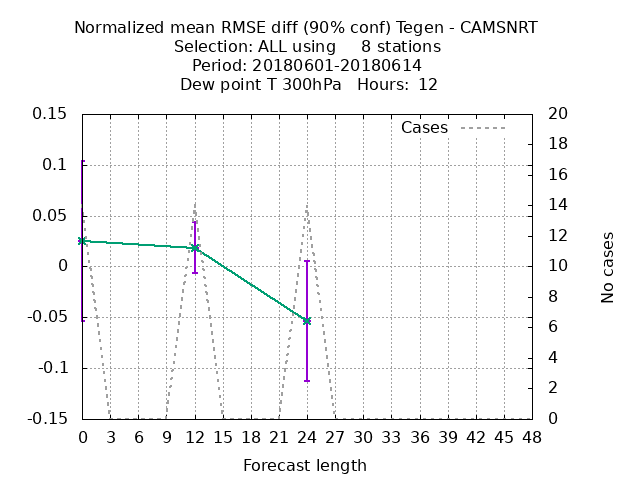 Normalized mean RMSE diff (90% conf) Tegen - CAMSNRT
Selection: ALL using     8 stations
Period: 20180601-20180614
Dew point T 300hPa   Hours:  12
Cases
0.15
0.1
0.05
0
-0.05
-0.1
-0.15
20
18
16
14
12
10
8
6
4
2
0
No cases
0 3 6 9 12 15 18 21 24 27 30 33 36 39 42 45 48
Forecast length